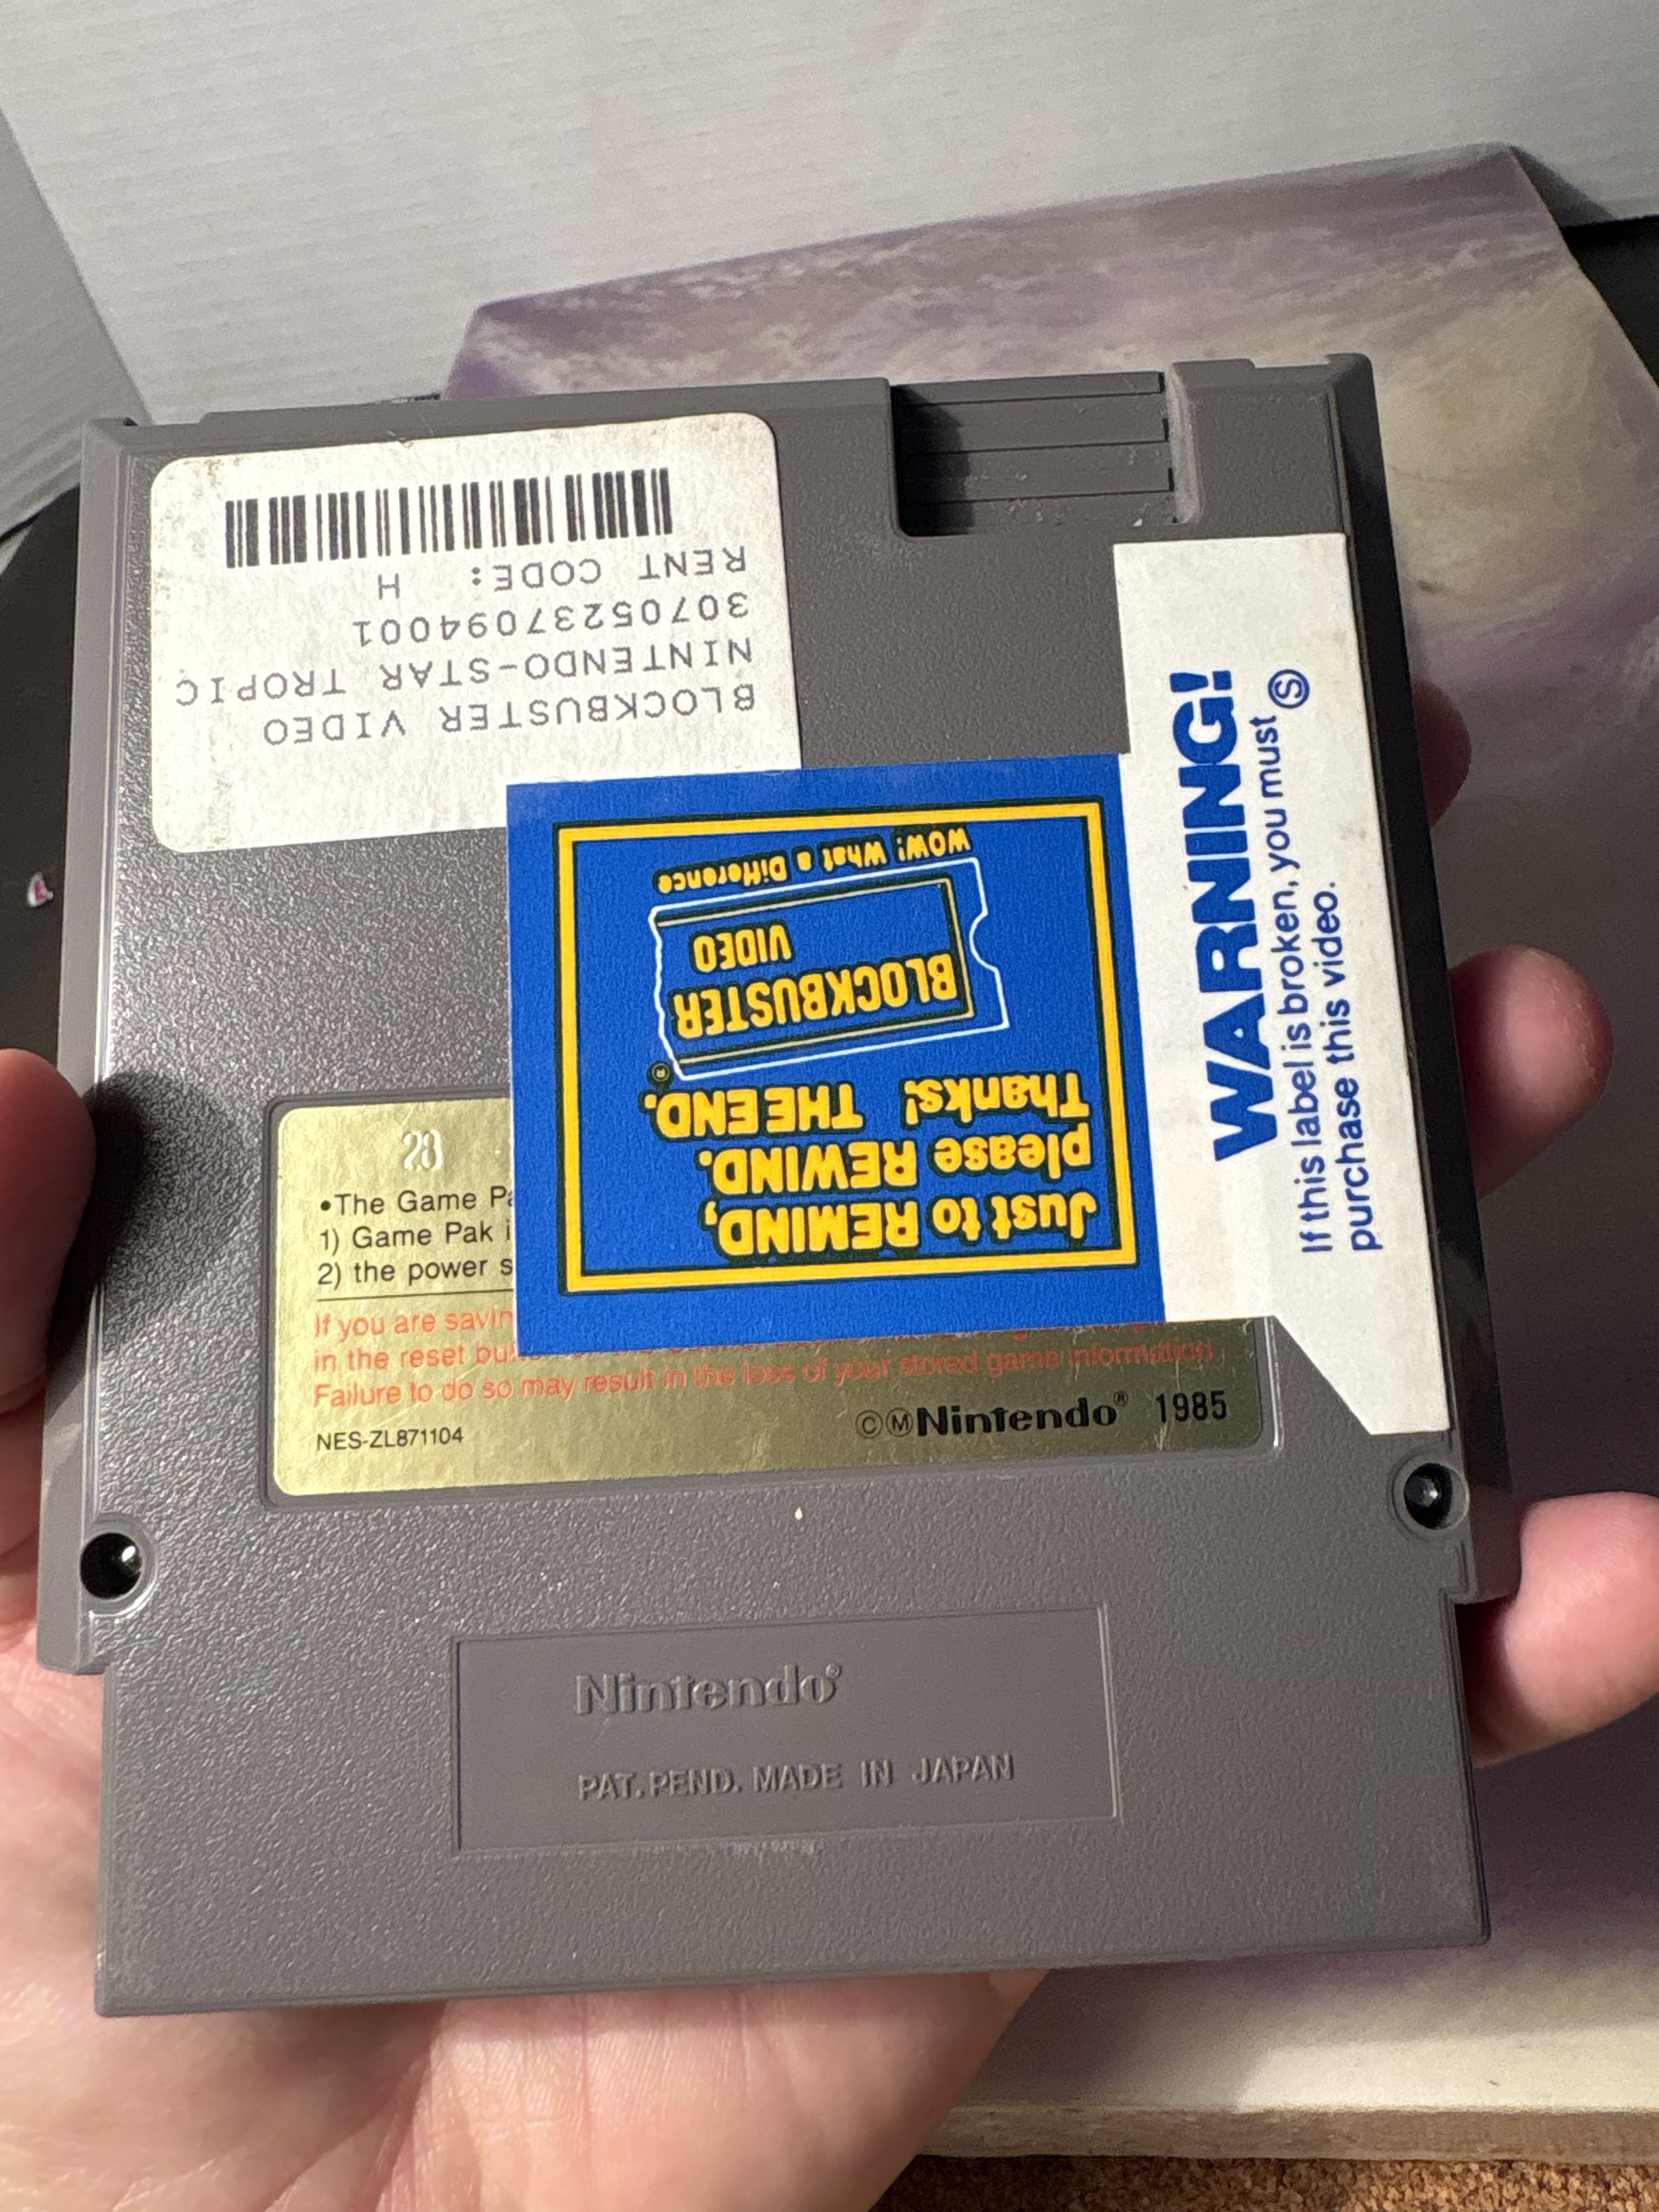 BLOCKBUSTER VIDEO
NINTENDO-STAR TROPIC
30705237094001
RENT CODE: H
Just to REMIND,
please REWIND.
Thanks! THE END.
BLOCKBUSTER®
VIDEO
WOW! What a Difference
WARNING!
If this label is broken, you must
purchase this video.
Ⓢ
28
•The Game Pa
1) Game Pak i
2) the power s
If you are savin
in the reset bu
Failure to do so may result in the loss of your stored game information
NES-ZL871104
ⒸⓂNintendo® 1985
Nintendo®
PAT. PEND. MADE IN JAPAN